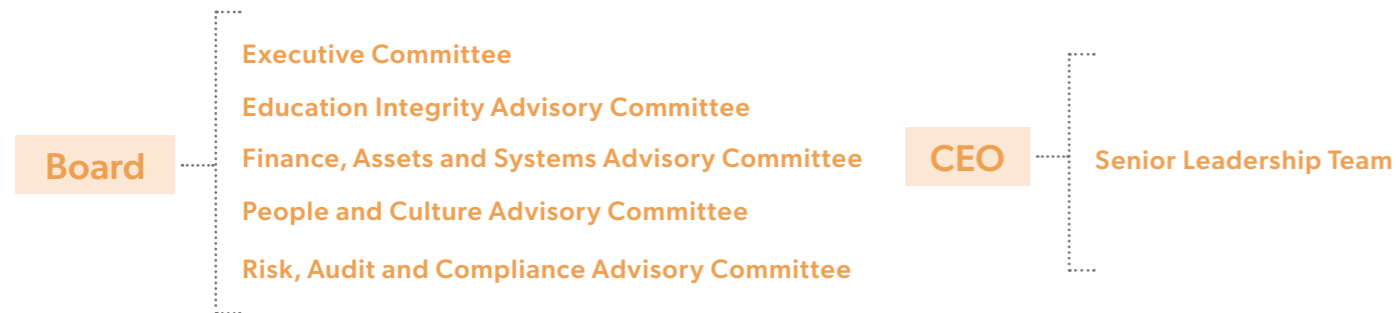 Board
Executive Committee
Education Integrity Advisory Committee
Finance, Assets and Systems Advisory Committee
People and Culture Advisory Committee
Risk, Audit and Compliance Advisory Committee
CEO
Senior Leadership Team